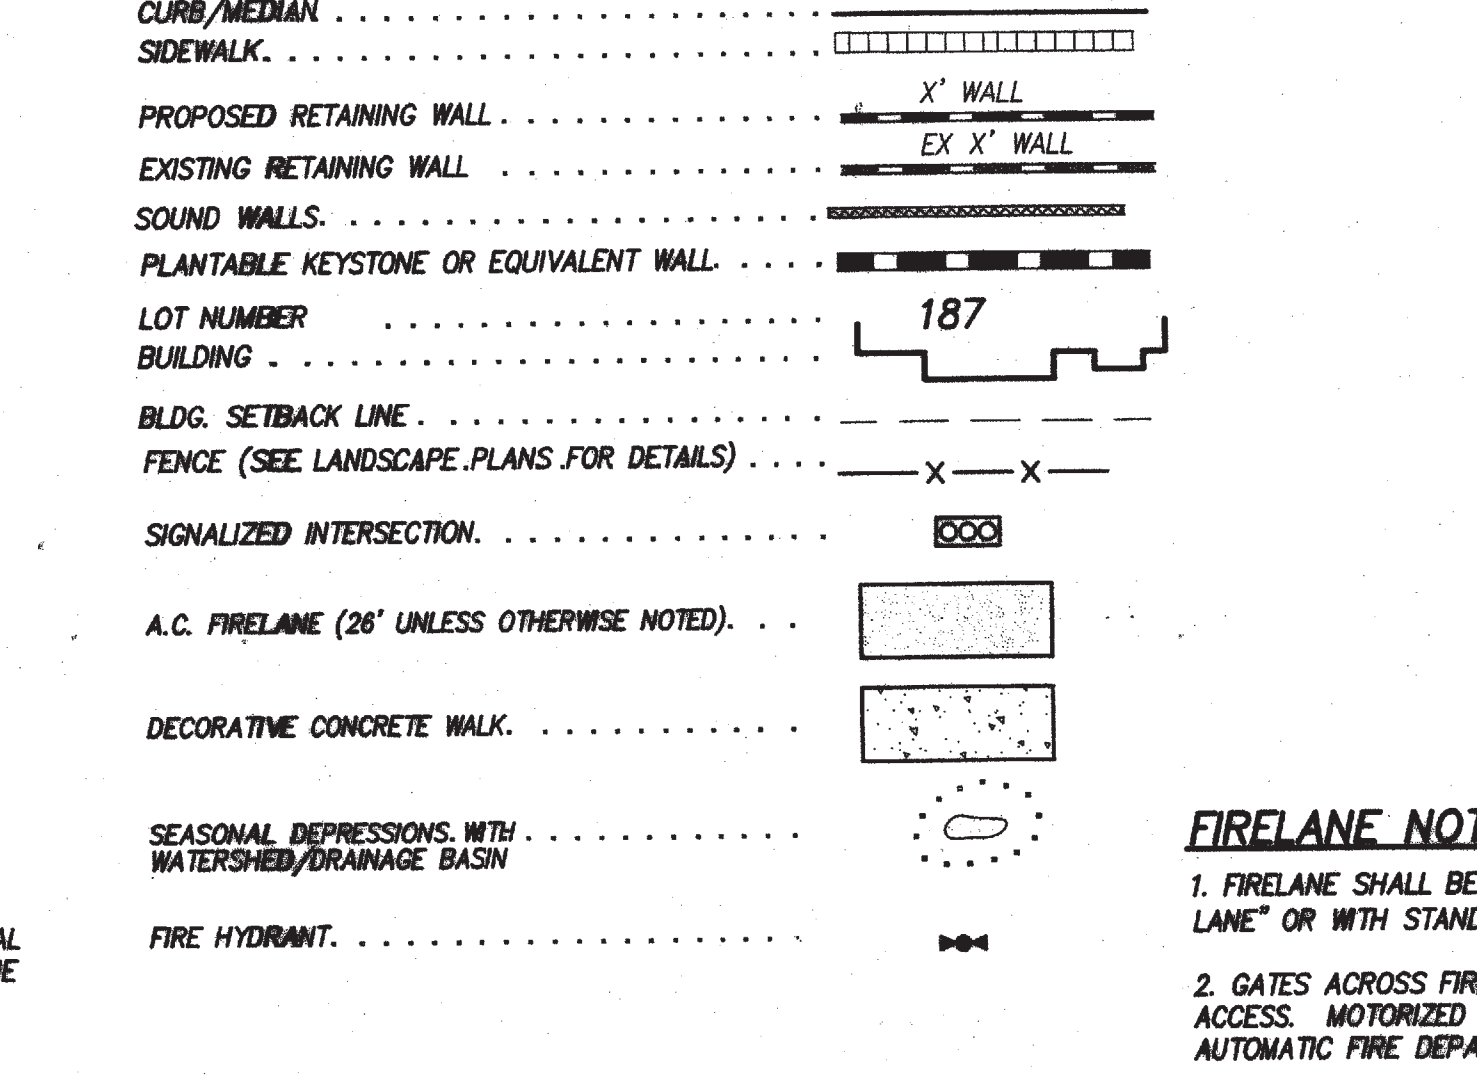 CURB/MEDIAN
SIDEWALK
PROPOSED RETAINING WALL
X' WALL
EXISTING RETAINING WALL
EX X' WALL
SOUND WALLS
PLANTABLE KEYSTONE OR EQUIVALENT WALL
LOT NUMBER
187
BUILDING
BLDG. SETBACK LINE
FENCE (SEE LANDSCAPE PLANS FOR DETAILS)
SIGNALIZED INTERSECTION
A.C. FIRELANE (26' UNLESS OTHERWISE NOTED)
DECORATIVE CONCRETE WALK
SEASONAL DEPRESSIONS WITH
WATERSHED/DRAINAGE BASIN
FIRE HYDRANT
FIRELANE
1. FIRELANE SHALL BE
LANE" OR WITH
2. GATES ACROSS
ACCESS. MOTORIZED
AUTOMATIC FIRE